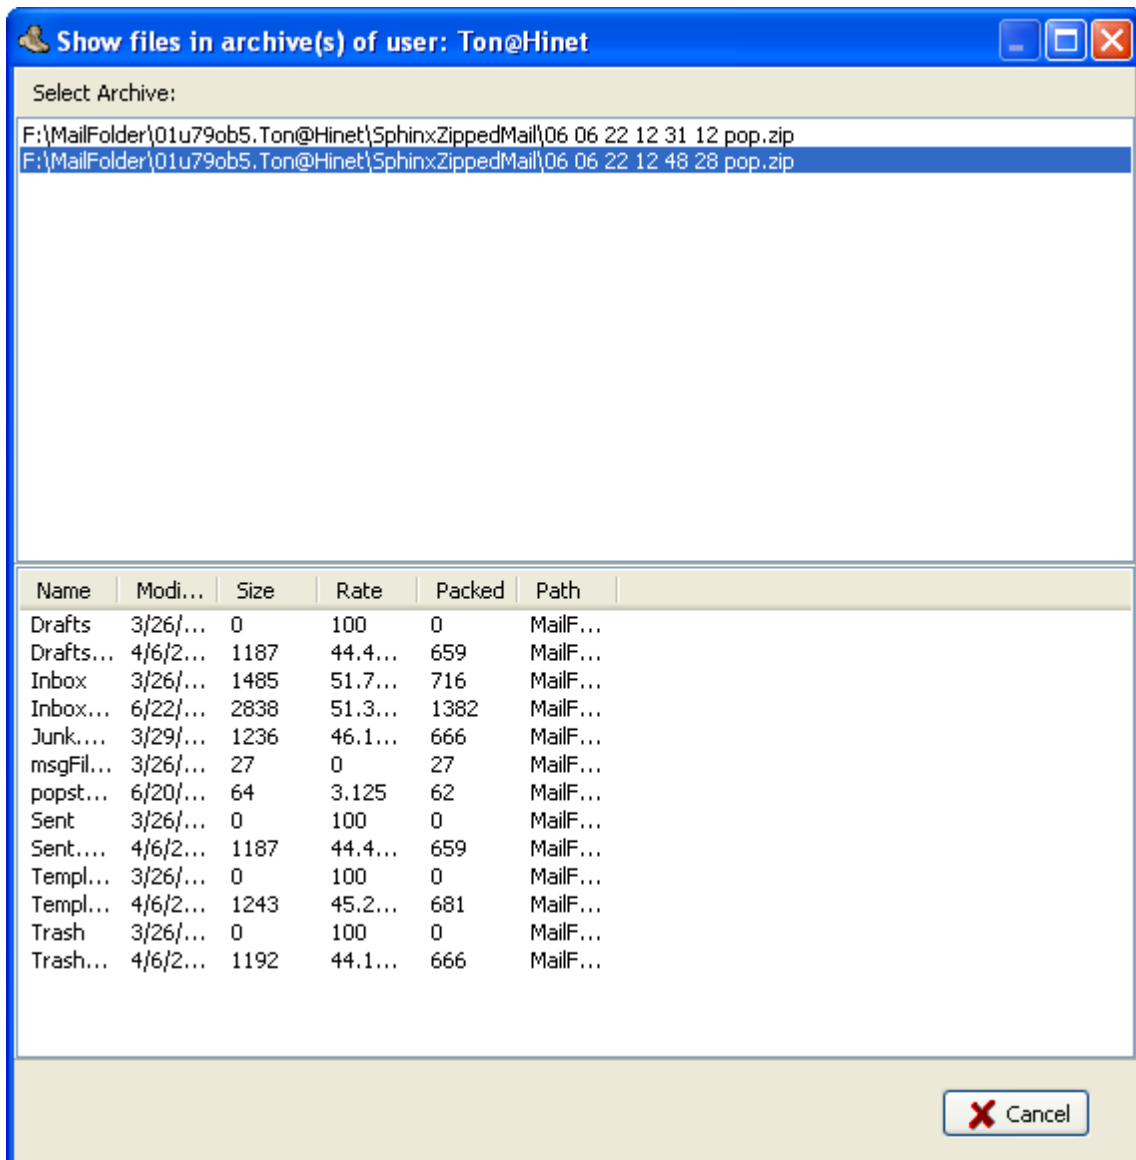 Show files in archive(s) of user: Ton@Hinet
Select Archive:
F:\MailFolder\01u79ob5.Ton@Hinet\SphinxZippedMail\06 06 22 12 31 12 pop.zip
F:\MailFolder\01u79ob5.Ton@Hinet\SphinxZippedMail\06 06 22 12 48 28 pop.zip
Name Modi... Size Rate Packed Path
Drafts 3/26/... 0 100 0 MailF...
Drafts... 4/6/2... 1187 44.4... 659 MailF...
Inbox 3/26/... 1485 51.7... 716 MailF...
Inbox... 6/22/... 2838 51.3... 1382 MailF...
Junk.... 3/29/... 1236 46.1... 666 MailF...
msgFil... 3/26/... 27 0 27 MailF...
popst... 6/20/... 64 3.125 62 MailF...
Sent 3/26/... 0 100 0 MailF...
Sent.... 4/6/2... 1187 44.4... 659 MailF...
Templ... 3/26/... 0 100 0 MailF...
Templ... 4/6/2... 1243 45.2... 681 MailF...
Trash 3/26/... 0 100 0 MailF...
Trash... 4/6/2... 1192 44.1... 666 MailF...
Cancel